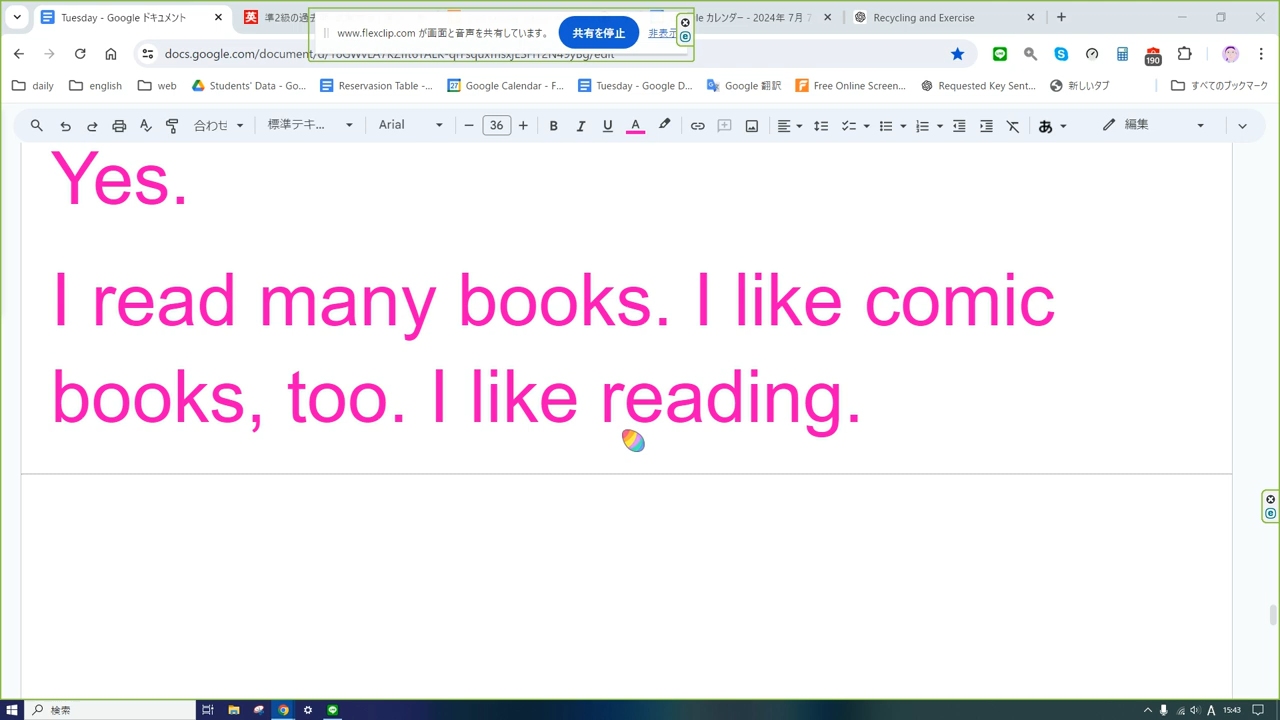 Tuesday - Google ドキュメント
準2級の過去
カレンダー - 2024年 7月
Recycling and Exercise
www.flexclip.com が画面と音声を共有しています。
共有を停止
非表示
190
daily
english
web
Students' Data - Go...
Reservasion Table -...
Google Calendar - F...
Tuesday - Google D...
Google 翻訳
Free Online Screen...
Requested Key Sent...
新しいタブ
すべてのブックマーク
標準テキ...
Arial
36
編集
Yes.
I read many books. I like comic
books, too. I like reading.
検索
A
15:43